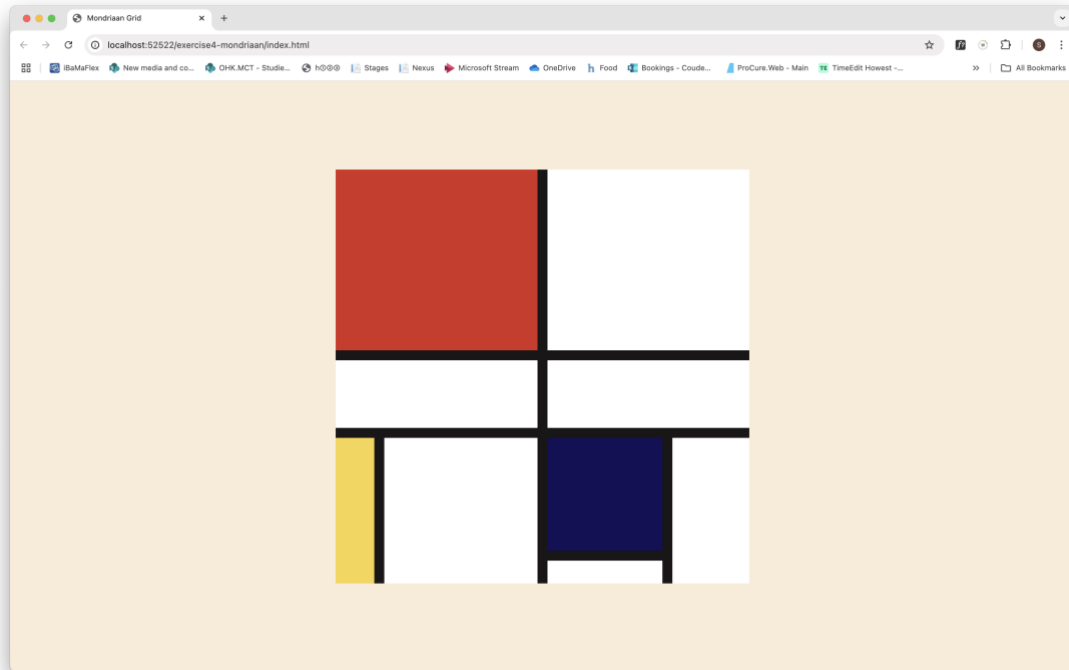 Mondriaan Grid
localhost:52522/exercise4-mondriaan/index.html
iBaMaFlex New media and co... OHK.MCT - Studie... Stages Nexus Microsoft Stream OneDrive Food Bookings - Coude... ProCure.Web - Main TE TimeEdit Howest -... All Bookmarks